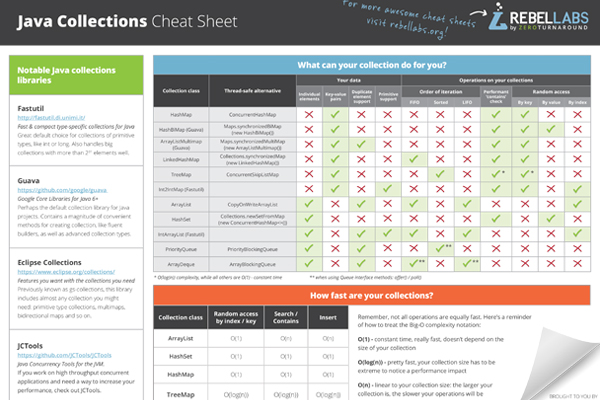 Java Collections Cheat Sheet
For more awesome cheat sheets
visit rebellabs.org!
REBELLABS
by ZEROTURNAROUND
Notable Java collections
libraries
Fastutil
http://fastutil.di.unimi.it/
Fast & compact type specific collections for Java
Great default choice for collections of primitive
types, like int or long. Also handles big
collections with more than 2³¹ elements well.
Guava
https://github.com/google/guava
Google Core Libraries for Java 6+
Perhaps the default collection library for Java
projects. Contains a magnitude of convenient
methods for creating collection, like fluent
builders, as well as advanced collection types.
Eclipse Collections
https://www.eclipse.org/collections/
Features you want with the collections you need
Previously known as gs-collections, this library
includes almost any collection you might
need: primitive type collections, multimaps,
bidirectional maps and so on.
JCTools
https://github.com/JCTools/JCTools
Java Concurrency Tools for the JVM.
If you work on high throughput concurrent
applications and need a way to increase your
performance, check out JCTools.
What can your collection do for you?
Collection class
Thread-safe alternative
Your data
Operations on your collections
Individual elements
Key-value pairs
Duplicate element support
Primitive support
Order of iteration
FIFO
Sorted
LIFO
Performant 'contains' check
Random access
By key
By value
By index
HashMap ConcurrentHashMap
HashBiMap (Guava) Maps.synchronizedBiMap (new HashBiMap())
ArrayListMultimap (Guava) Maps.synchronizedMultiMap (new ArrayListMultimap())
LinkedHashMap Collections.synchronizedMap (new LinkedHashMap())
TreeMap ConcurrentSkipListMap * *
Int2IntMap (Fastutil)
ArrayList CopyOnWriteArrayList
HashSet Collections.newSetFromMap (new ConcurrentHashMap<>())
IntArrayList (Fastutil)
PriorityQueue PriorityBlockingQueue **
ArrayDeque ArrayBlockingQueue ** **
* O(log(n)) complexity, while all others are O(1) - constant time
** when using Queue interface methods: offer() / poll()
How fast are your collections?
Collection class
Random access by index / key
Search / Contains
Insert
ArrayList O(1) O(n) O(n)
HashSet O(1) O(1) O(1)
HashMap O(1) O(1) O(1)
TreeMap O(log(n)) O(log(n)) O(log(n))
Remember, not all operations are equally fast. Here's a reminder
of how to treat the Big-O complexity notation:
O(1) - constant time, really fast, doesn't depend on the
size of your collection
O(log(n)) - pretty fast, your collection size has to be
extreme to notice a performance impact
O(n) - linear to your collection size: the larger your
collection is, the slower your operations will be
BROUGHT TO YOU BY